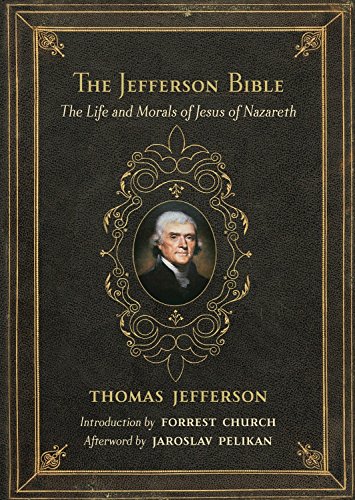 THE JEFFERSON BIBLE
The Life and Morals of Jesus of Nazareth
THOMAS JEFFERSON
Introduction by FORREST CHURCH
Afterword by JAROSLAV PELIKAN